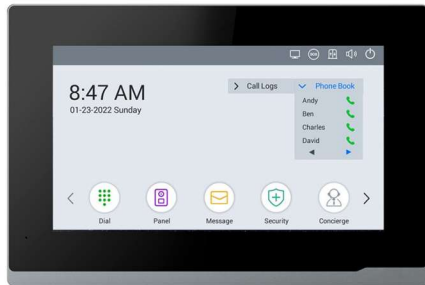 8:47 AM
01-23-2022 Sunday
Call Logs
Phone Book
Andy
Ben
Charles
David
Dial
Panel
Message
Security
Concierge